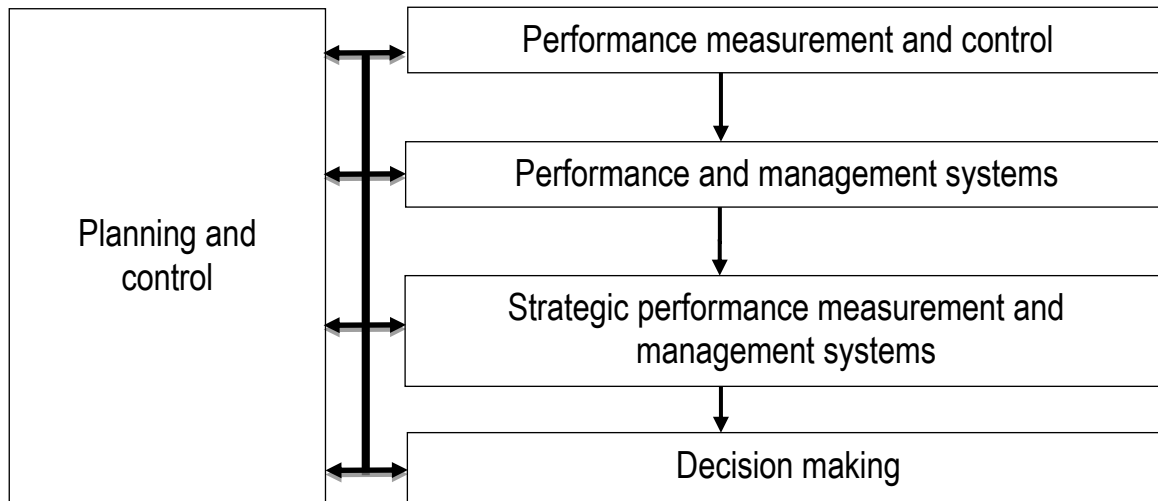 Planning and
control
Performance measurement and control
Performance and management systems
Strategic performance measurement and
management systems
Decision making